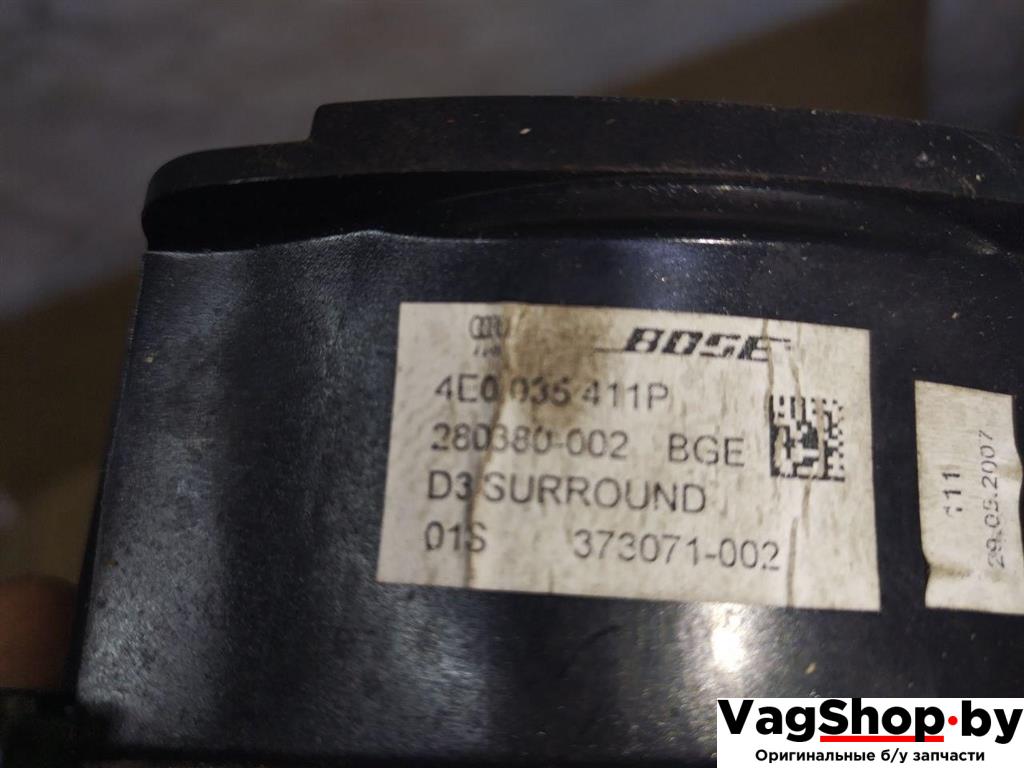 BOSE
4E0 035 411P
280380-002 BGE
D3 SURROUND
01S 373071-002
29.05.2007
VagShop.by
Оригинальные б/у запчасти